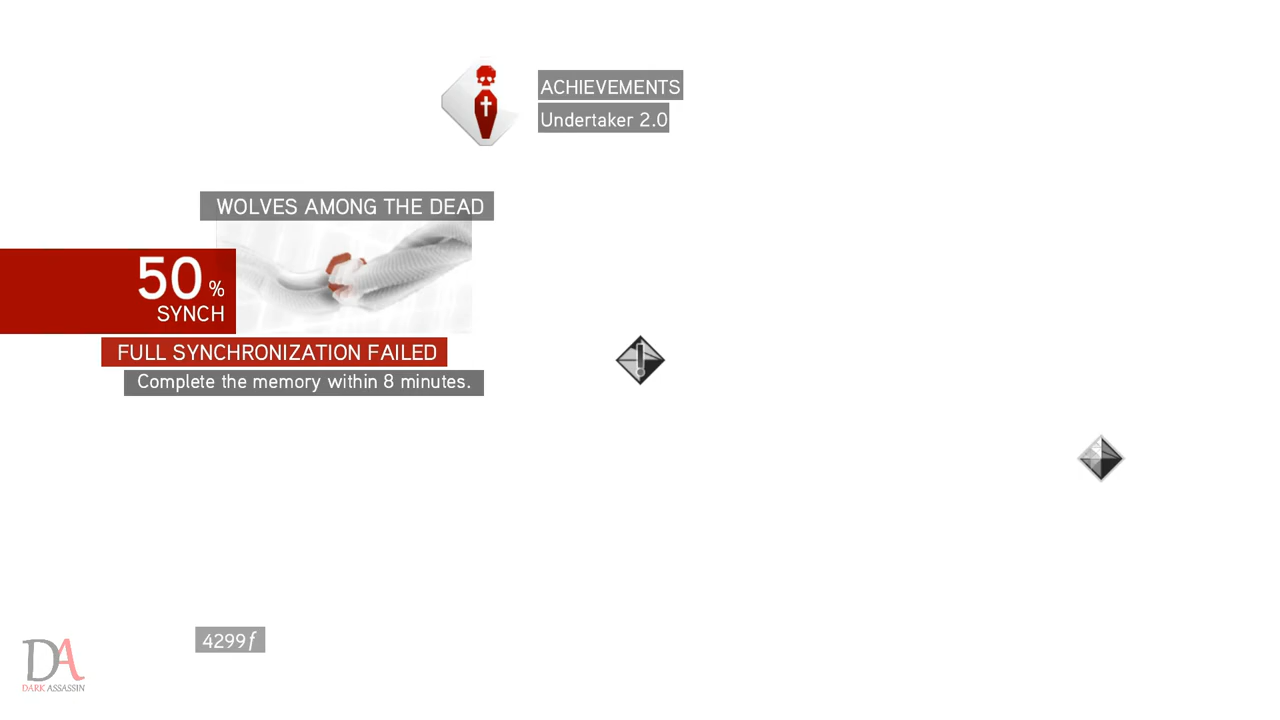 ACHIEVEMENTS
Undertaker 2.0
WOLVES AMONG THE DEAD
50 %
SYNCH
FULL SYNCHRONIZATION FAILED
Complete the memory within 8 minutes.
4299ƒ
DA
DARK ASSASSIN